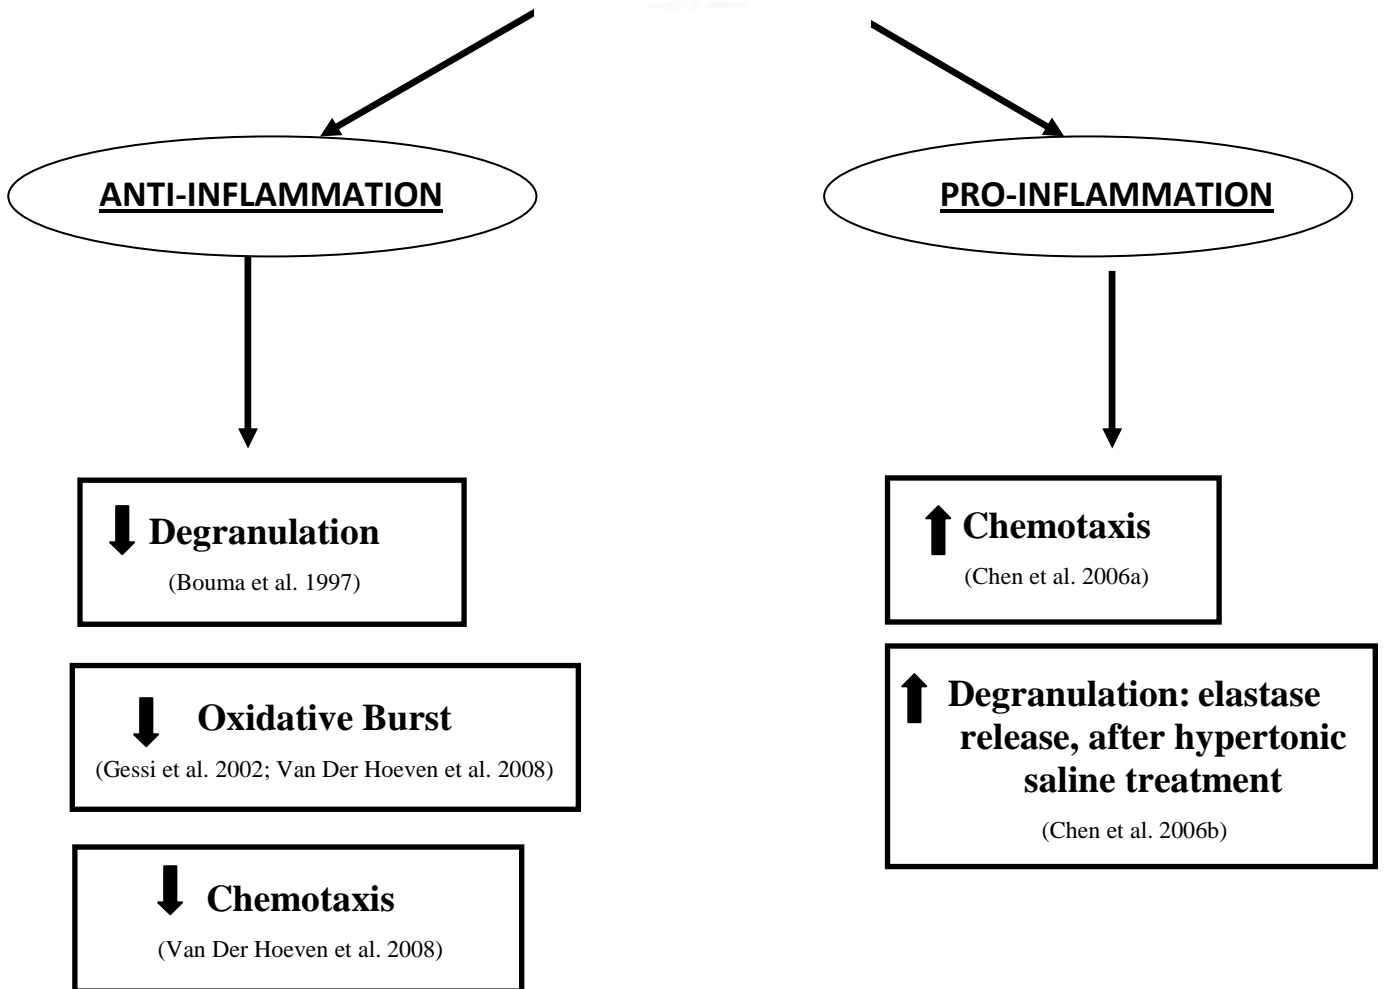 ANTI-INFLAMMATION
Degranulation
(Bouma et al. 1997)
Oxidative Burst
(Gessi et al. 2002; Van Der Hoeven et al. 2008)
Chemotaxis
(Van Der Hoeven et al. 2008)
PRO-INFLAMMATION
Chemotaxis
(Chen et al. 2006a)
Degranulation: elastase
release, after hypertonic
saline treatment
(Chen et al. 2006b)